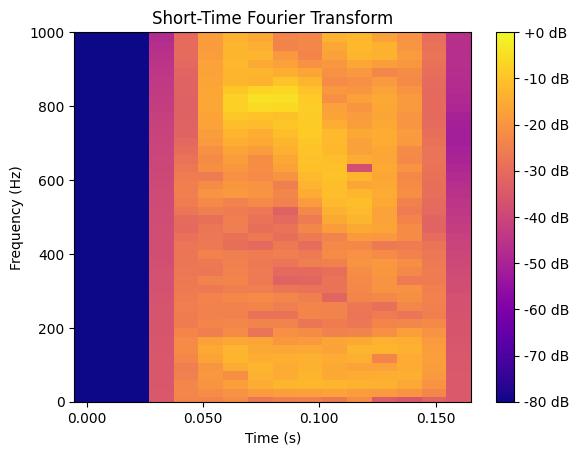 Short-Time Fourier Transform
1000
800
600
400
200
0
Frequency (Hz)
0.000
0.050
0.100
0.150
Time (s)
+0 dB
-10 dB
-20 dB
-30 dB
-40 dB
-50 dB
-60 dB
-70 dB
-80 dB